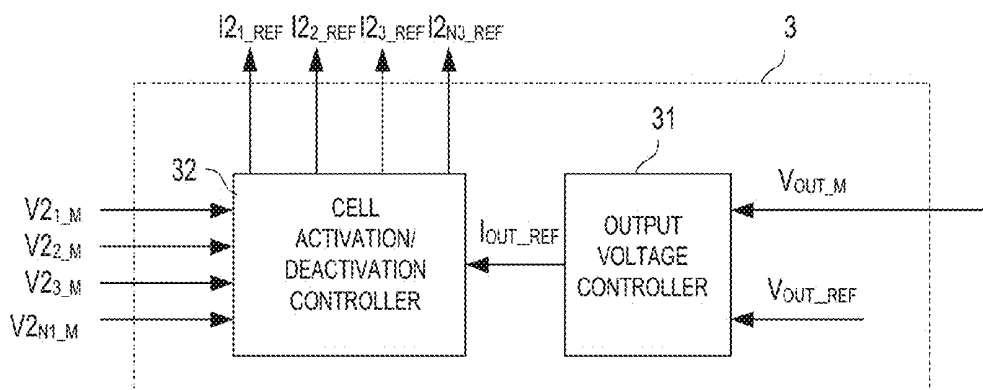 I2₁_REF I2₂_REF I2₃_REF I2N3_REF
3
32
31
V2₁_M
V2₂_M
V2₃_M
V2N1_M
CELL
ACTIVATION/
DEACTIVATION
CONTROLLER
IOUT_REF
OUTPUT
VOLTAGE
CONTROLLER
VOUT_M
VOUT_REF